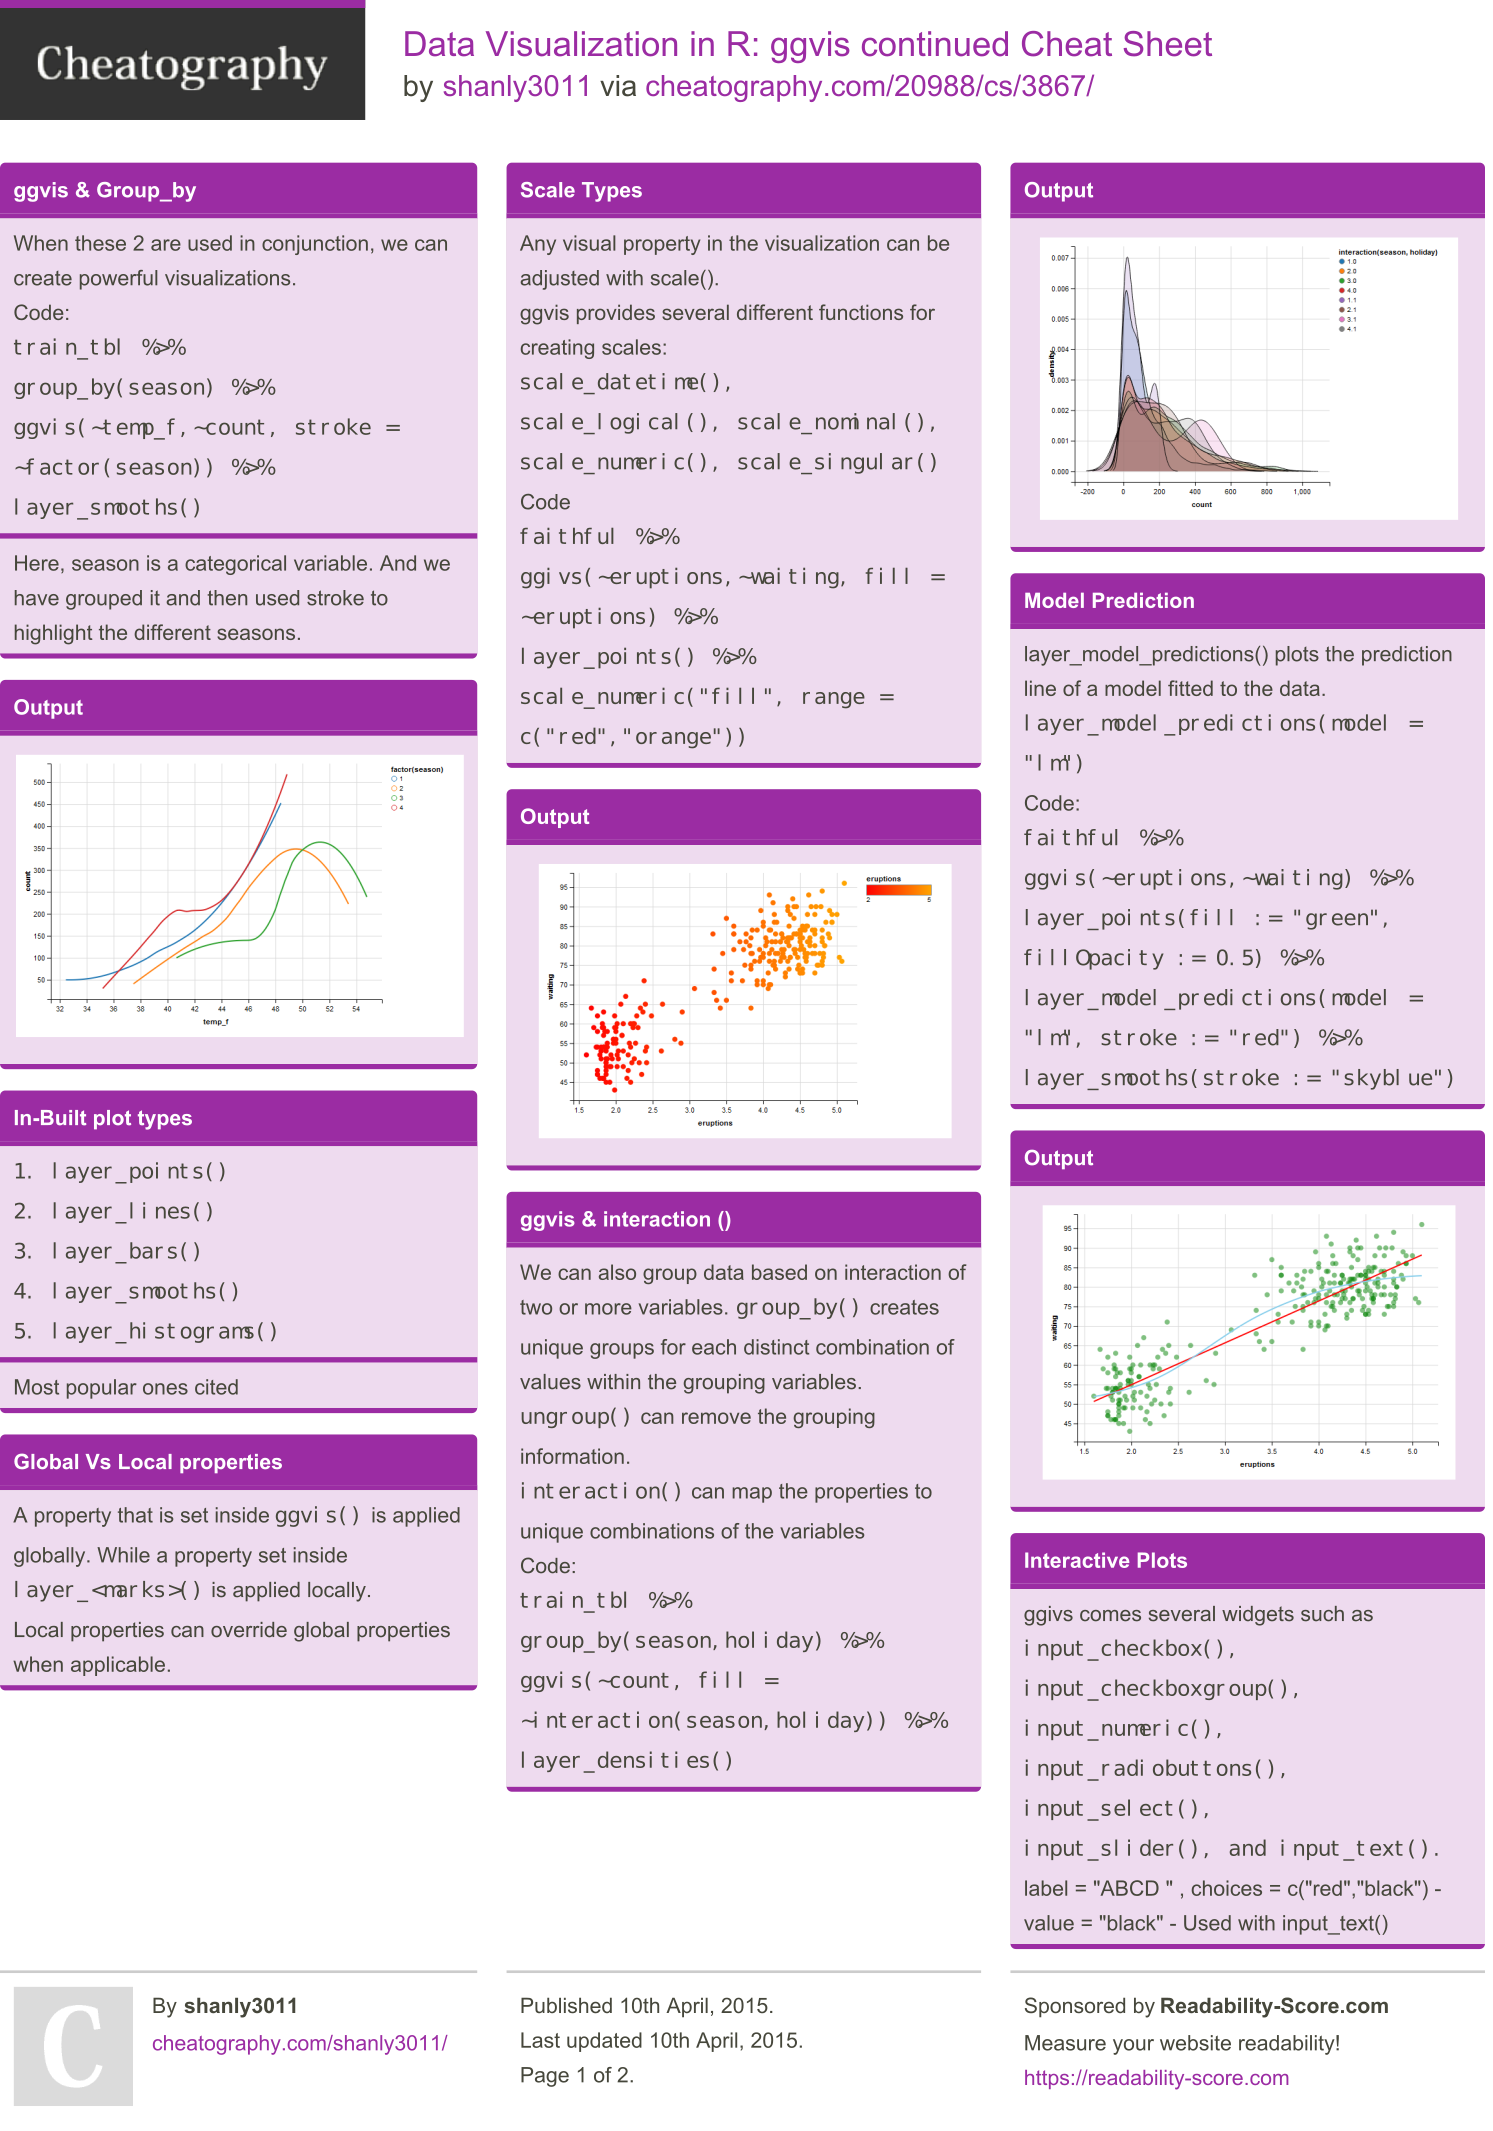 Cheatography
Data Visualization in R: ggvis continued Cheat Sheet
by shanly3011 via cheatography.com/20988/cs/3867/
ggvis & Group_by
When these 2 are used in conjunction, we can
create powerful visualizations.
Code:
train_tbl %>%
group_by(season) %>%
ggvis(~temp_f,~count, stroke =
~factor(season)) %>%
layer_smooths()
Here, season is a categorical variable. And we
have grouped it and then used stroke to
highlight the different seasons.
Output
factor(season)
1
2
3
4
500
450
400
350
300
250
200
150
100
50
count
32 34 36 38 40 42 44 46 48 50 52 54
temp_f
In-Built plot types
1. layer_points()
2. layer_lines()
3. layer_bars()
4. layer_smooths()
5. layer_histograms()
Most popular ones cited
Global Vs Local properties
A property that is set inside ggvis() is applied
globally. While a property set inside
layer_<marks>() is applied locally.
Local properties can override global properties
when applicable.
Scale Types
Any visual property in the visualization can be
adjusted with scale().
ggvis provides several different functions for
creating scales:
scale_datetime(),
scale_logical(), scale_nominal(),
scale_numeric(), scale_singular()
Code
faithful %>%
ggivs(~eruptions,~waiting, fill =
~eruptions) %>%
layer_points() %>%
scale_numeric("fill", range =
c("red","orange"))
Output
eruptions
2 5
95
90
85
80
75
70
65
60
55
50
45
waiting
1.5 2.0 2.5 3.0 3.5 4.0 4.5 5.0
eruptions
ggvis & interaction ()
We can also group data based on interaction of
two or more variables. group_by() creates
unique groups for each distinct combination of
values within the grouping variables.
ungroup() can remove the grouping
information.
interaction() can map the properties to
unique combinations of the variables
Code:
train_tbl %>%
group_by(season,holiday) %>%
ggvis(~count, fill =
~interaction(season,holiday)) %>%
layer_densities()
Output
interaction(season, holiday)
1.0
2.0
3.0
4.0
1.1
2.1
3.1
4.1
0.007
0.006
0.005
0.004
0.003
0.002
0.001
0.000
density
-200 0 200 400 600 800 1,000
count
Model Prediction
layer_model_predictions() plots the prediction
line of a model fitted to the data.
layer_model_predictions(model =
"lm")
Code:
faithful %>%
ggvis(~eruptions,~waiting) %>%
layer_points(fill := "green",
fillOpacity := 0.5) %>%
layer_model_predictions(model =
"lm", stroke := "red") %>%
layer_smooths(stroke := "skyblue")
Output
95
90
85
80
75
70
65
60
55
50
45
waiting
1.5 2.0 2.5 3.0 3.5 4.0 4.5 5.0
eruptions
Interactive Plots
ggivs comes several widgets such as
input_checkbox(),
input_checkboxgroup(),
input_numeric(),
input_radiobuttons(),
input_select(),
input_slider(), and input_text().
label = "ABCD " , choices = c("red","black") -
value = "black" - Used with input_text()
C
By shanly3011
cheatography.com/shanly3011/
Published 10th April, 2015.
Last updated 10th April, 2015.
Page 1 of 2.
Sponsored by Readability-Score.com
Measure your website readability!
https://readability-score.com